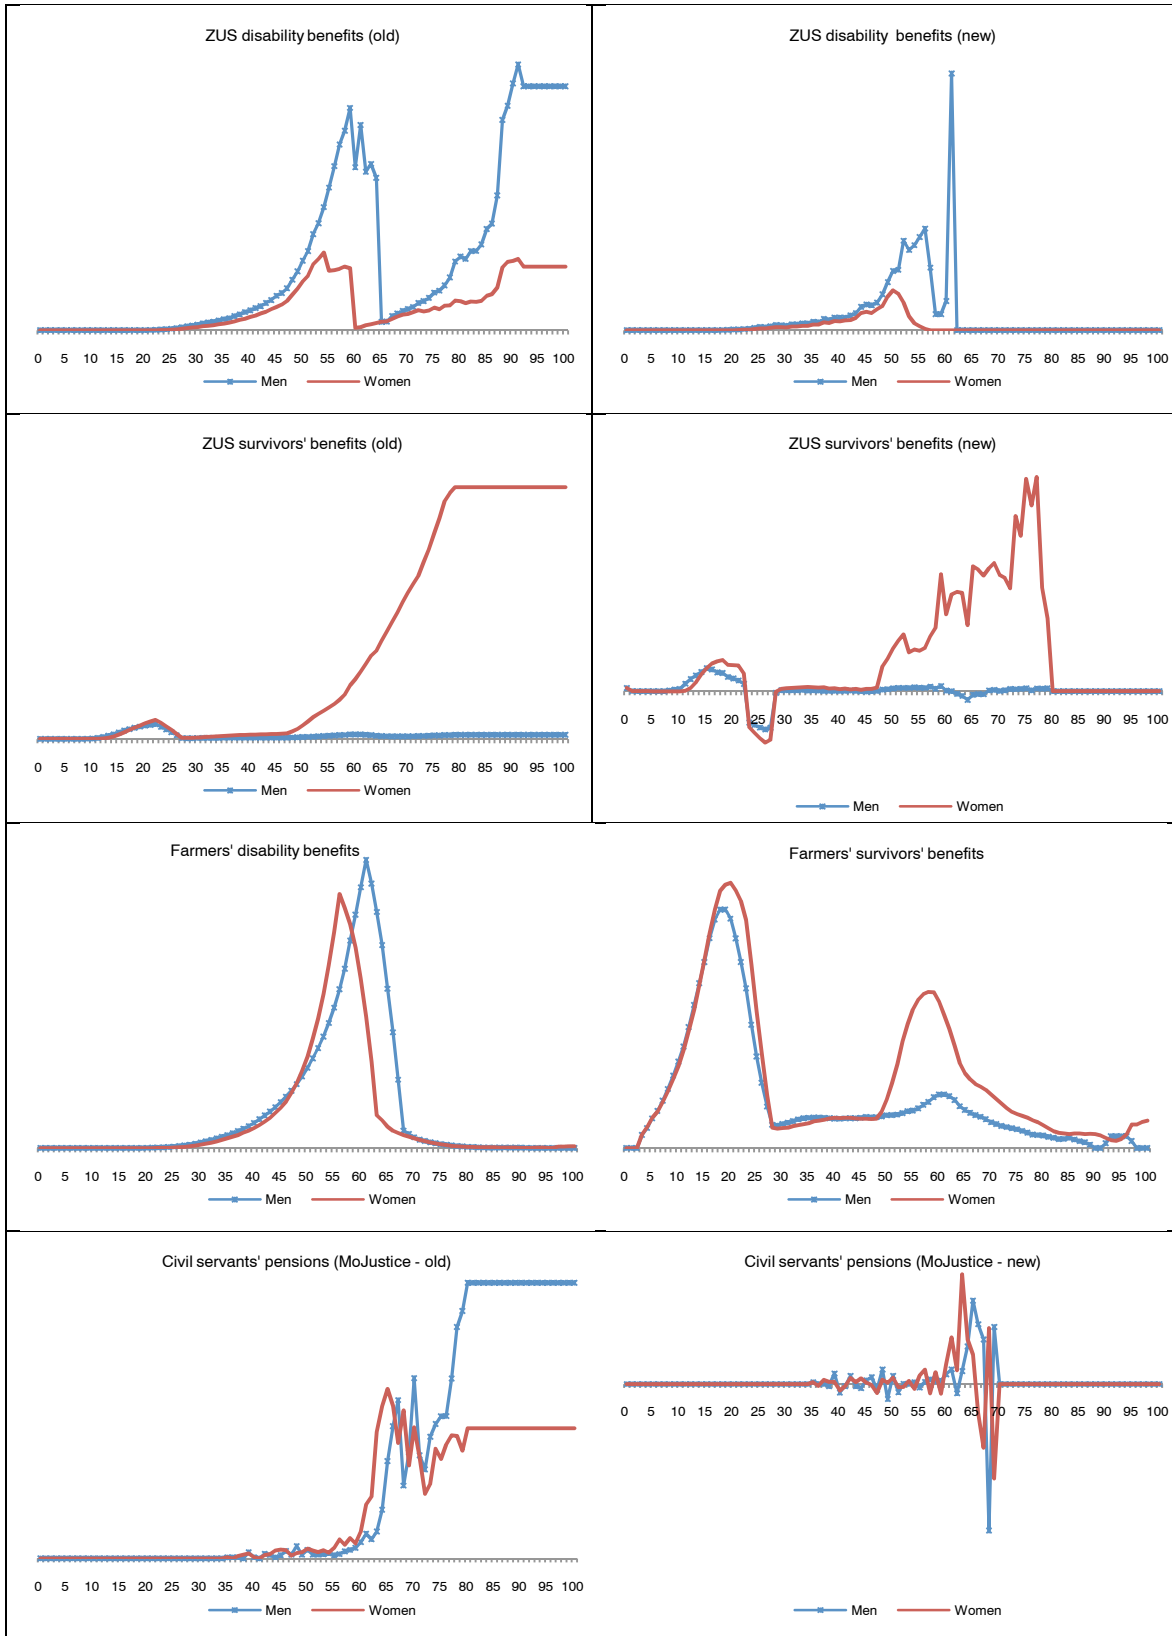 ZUS disability benefits (old)
0 5 10 15 20 25 30 35 40 45 50 55 60 65 70 75 80 85 90 95 100
Men Women
ZUS disability benefits (new)
0 5 10 15 20 25 30 35 40 45 50 55 60 65 70 75 80 85 90 95 100
Men Women
ZUS survivors' benefits (old)
0 5 10 15 20 25 30 35 40 45 50 55 60 65 70 75 80 85 90 95 100
Men Women
ZUS survivors' benefits (new)
0 5 10 15 20 25 30 35 40 45 50 55 60 65 70 75 80 85 90 95 100
Men Women
Farmers' disability benefits
0 5 10 15 20 25 30 35 40 45 50 55 60 65 70 75 80 85 90 95 100
Men Women
Farmers' survivors' benefits
0 5 10 15 20 25 30 35 40 45 50 55 60 65 70 75 80 85 90 95 100
Men Women
Civil servants' pensions (MoJustice - old)
0 5 10 15 20 25 30 35 40 45 50 55 60 65 70 75 80 85 90 95 100
Men Women
Civil servants' pensions (MoJustice - new)
0 5 10 15 20 25 30 35 40 45 50 55 60 65 70 75 80 85 90 95 100
Men Women